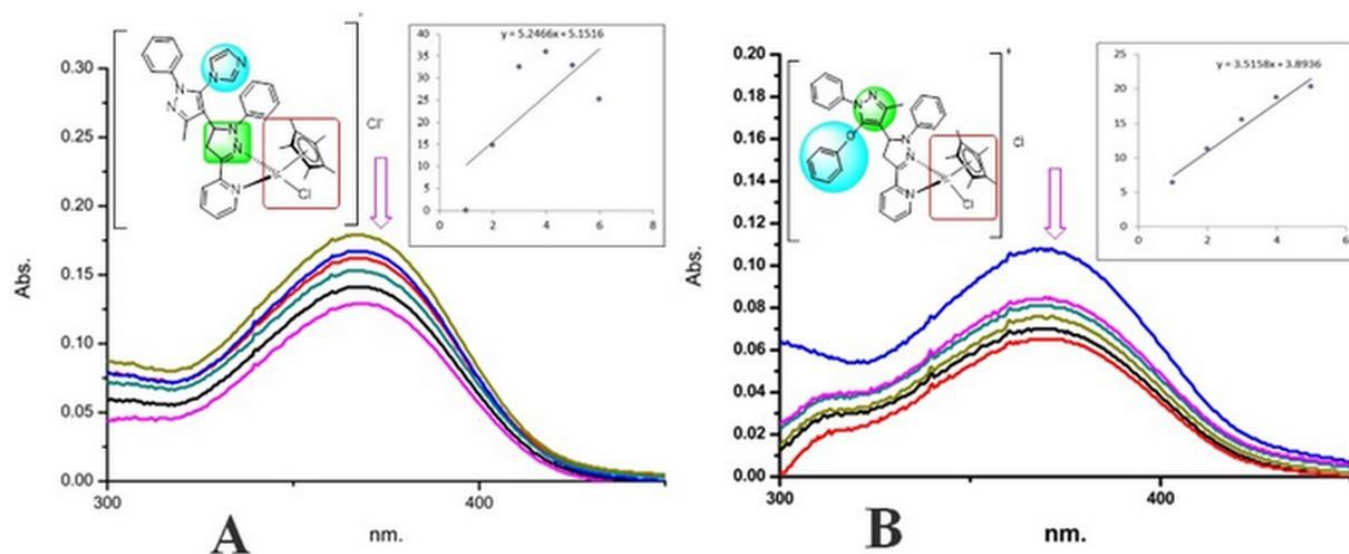 y = 5.2466x + 5.1516
40
35
30
25
20
15
10
5
0
0 2 4 6 8
N
N
N
N
N
N
N
Cl
Cl
0.30
0.25
0.20
0.15
0.10
0.05
0.00
Abs.
300 400
nm.
A
y = 3.5158x + 3.8936
25
20
15
10
5
0
0 2 4 6
N
N
O
N
N
N
Cl
Cl
0.20
0.18
0.16
0.14
0.12
0.10
0.08
0.06
0.04
0.02
0.00
Abs.
300 400
nm.
B